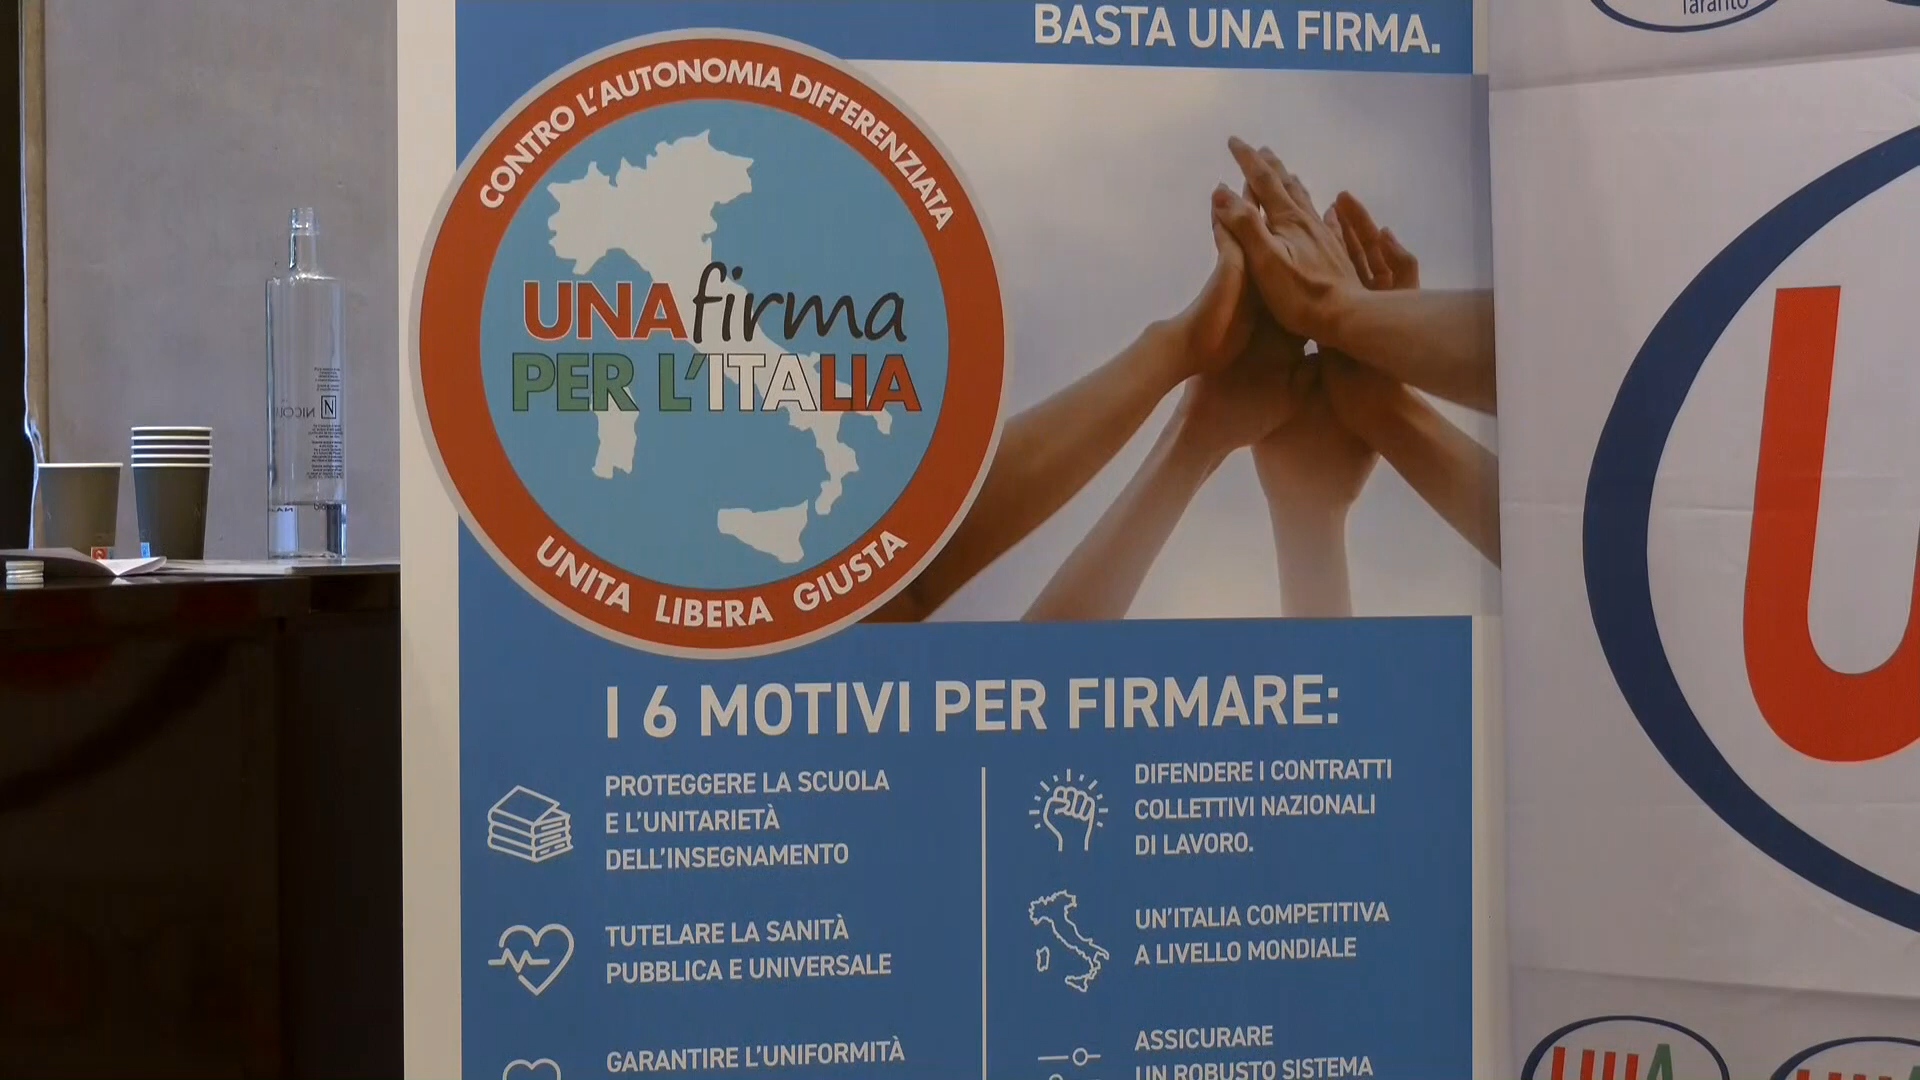 BASTA UNA FIRMA.
Taranto
CONTRO L'AUTONOMIA DIFFERENZIATA
UNA firma
PER L'ITALIA
UNITA LIBERA GIUSTA
I 6 MOTIVI PER FIRMARE:
PROTEGGERE LA SCUOLA
E L'UNITARIETÀ
DELL'INSEGNAMENTO
TUTELARE LA SANITÀ
PUBBLICA E UNIVERSALE
GARANTIRE L'UNIFORMITÀ
DIFENDERE I CONTRATTI
COLLETTIVI NAZIONALI
DI LAVORO.
UN'ITALIA COMPETITIVA
A LIVELLO MONDIALE
ASSICURARE
UN ROBUSTO SISTEMA
N